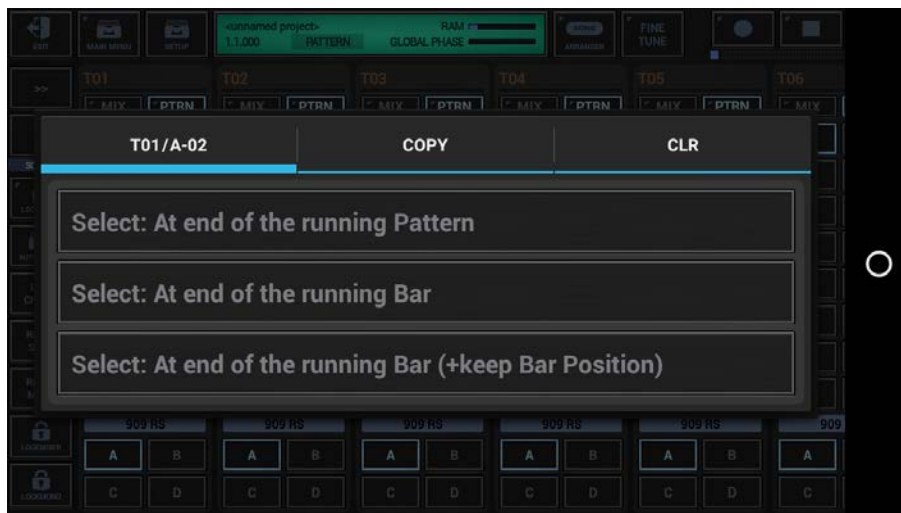 EXIT
MAIN MENU
SETUP
<unnamed project>
RAM
1.1.000
PATTERN
GLOBAL PHASE
SONG
ARRANGER
FINE
TUNE
>>
T01
T02
T03
T04
T05
T06
MIX PTRN MIX PTRN MIX PTRN MIX PTRN MIX PTRN MIX
T01/A-02
COPY
CLR
Select: At end of the running Pattern
Select: At end of the running Bar
Select: At end of the running Bar (+keep Bar Position)
909 RS 909 RS 909 RS 909 RS 909 RS 909
A B A B A B A B A B A
C D C D C D C D C D C